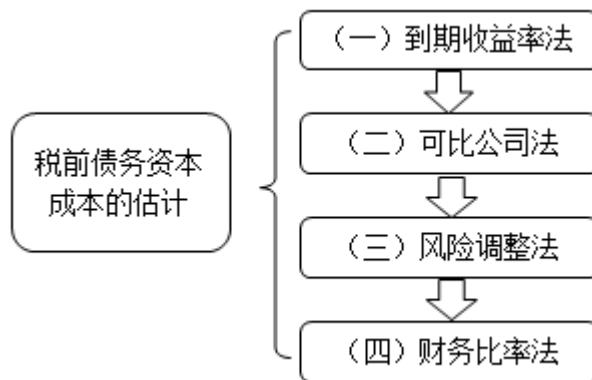 税前债务资本
成本的估计
（一）到期收益率法
（二）可比公司法
（三）风险调整法
（四）财务比率法